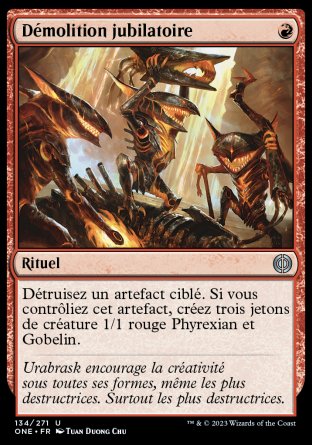 Démolition jubilatoire
Rituel
Détruisez un artefact ciblé. Si vous
contrôliez cet artefact, créez trois jetons
de créature 1/1 rouge Phyrexian et
Gobelin.
Urabrask encourage la créativité
sous toutes ses formes, même les plus
destructrices. Surtout les plus destructrices.
134/271 U
ONE • FR Tuan Duong Chu
™ & © 2023 Wizards of the Coast